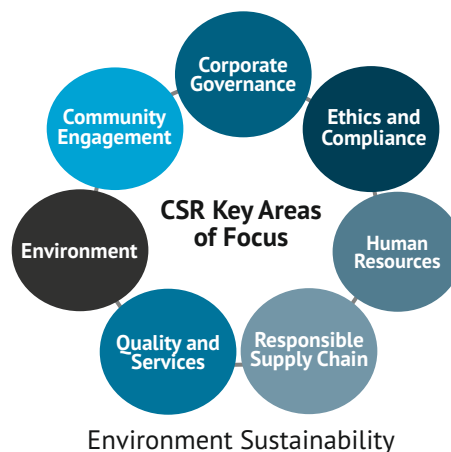 Corporate
Governance
Ethics and
Compliance
Human
Resources
Responsible
Supply Chain
Quality and
Services
Environment
Community
Engagement
CSR Key Areas
of Focus
Environment Sustainability